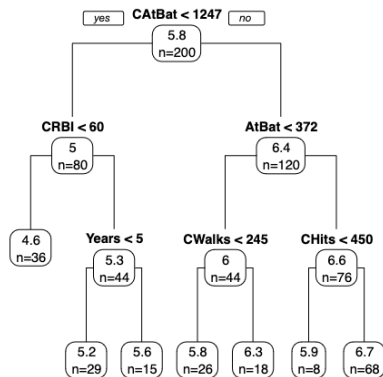 yes CAtBat < 1247 no
5.8
n=200
CRBI < 60 AtBat < 372
5 6.4
n=80 n=120
Years < 5 CWalks < 245 CHits < 450
4.6 5.3 6 6.6
n=36 n=44 n=44 n=76
5.2 5.6 5.8 6.3 5.9 6.7
n=29 n=15 n=26 n=18 n=8 n=68